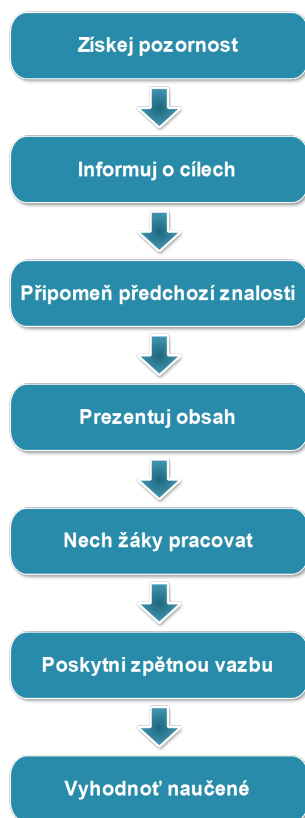 Získej pozornost
Informuj o cílech
Připomeň předchozí znalosti
Prezentuj obsah
Nech žáky pracovat
Poskytni zpětnou vazbu
Vyhodnoť naučené